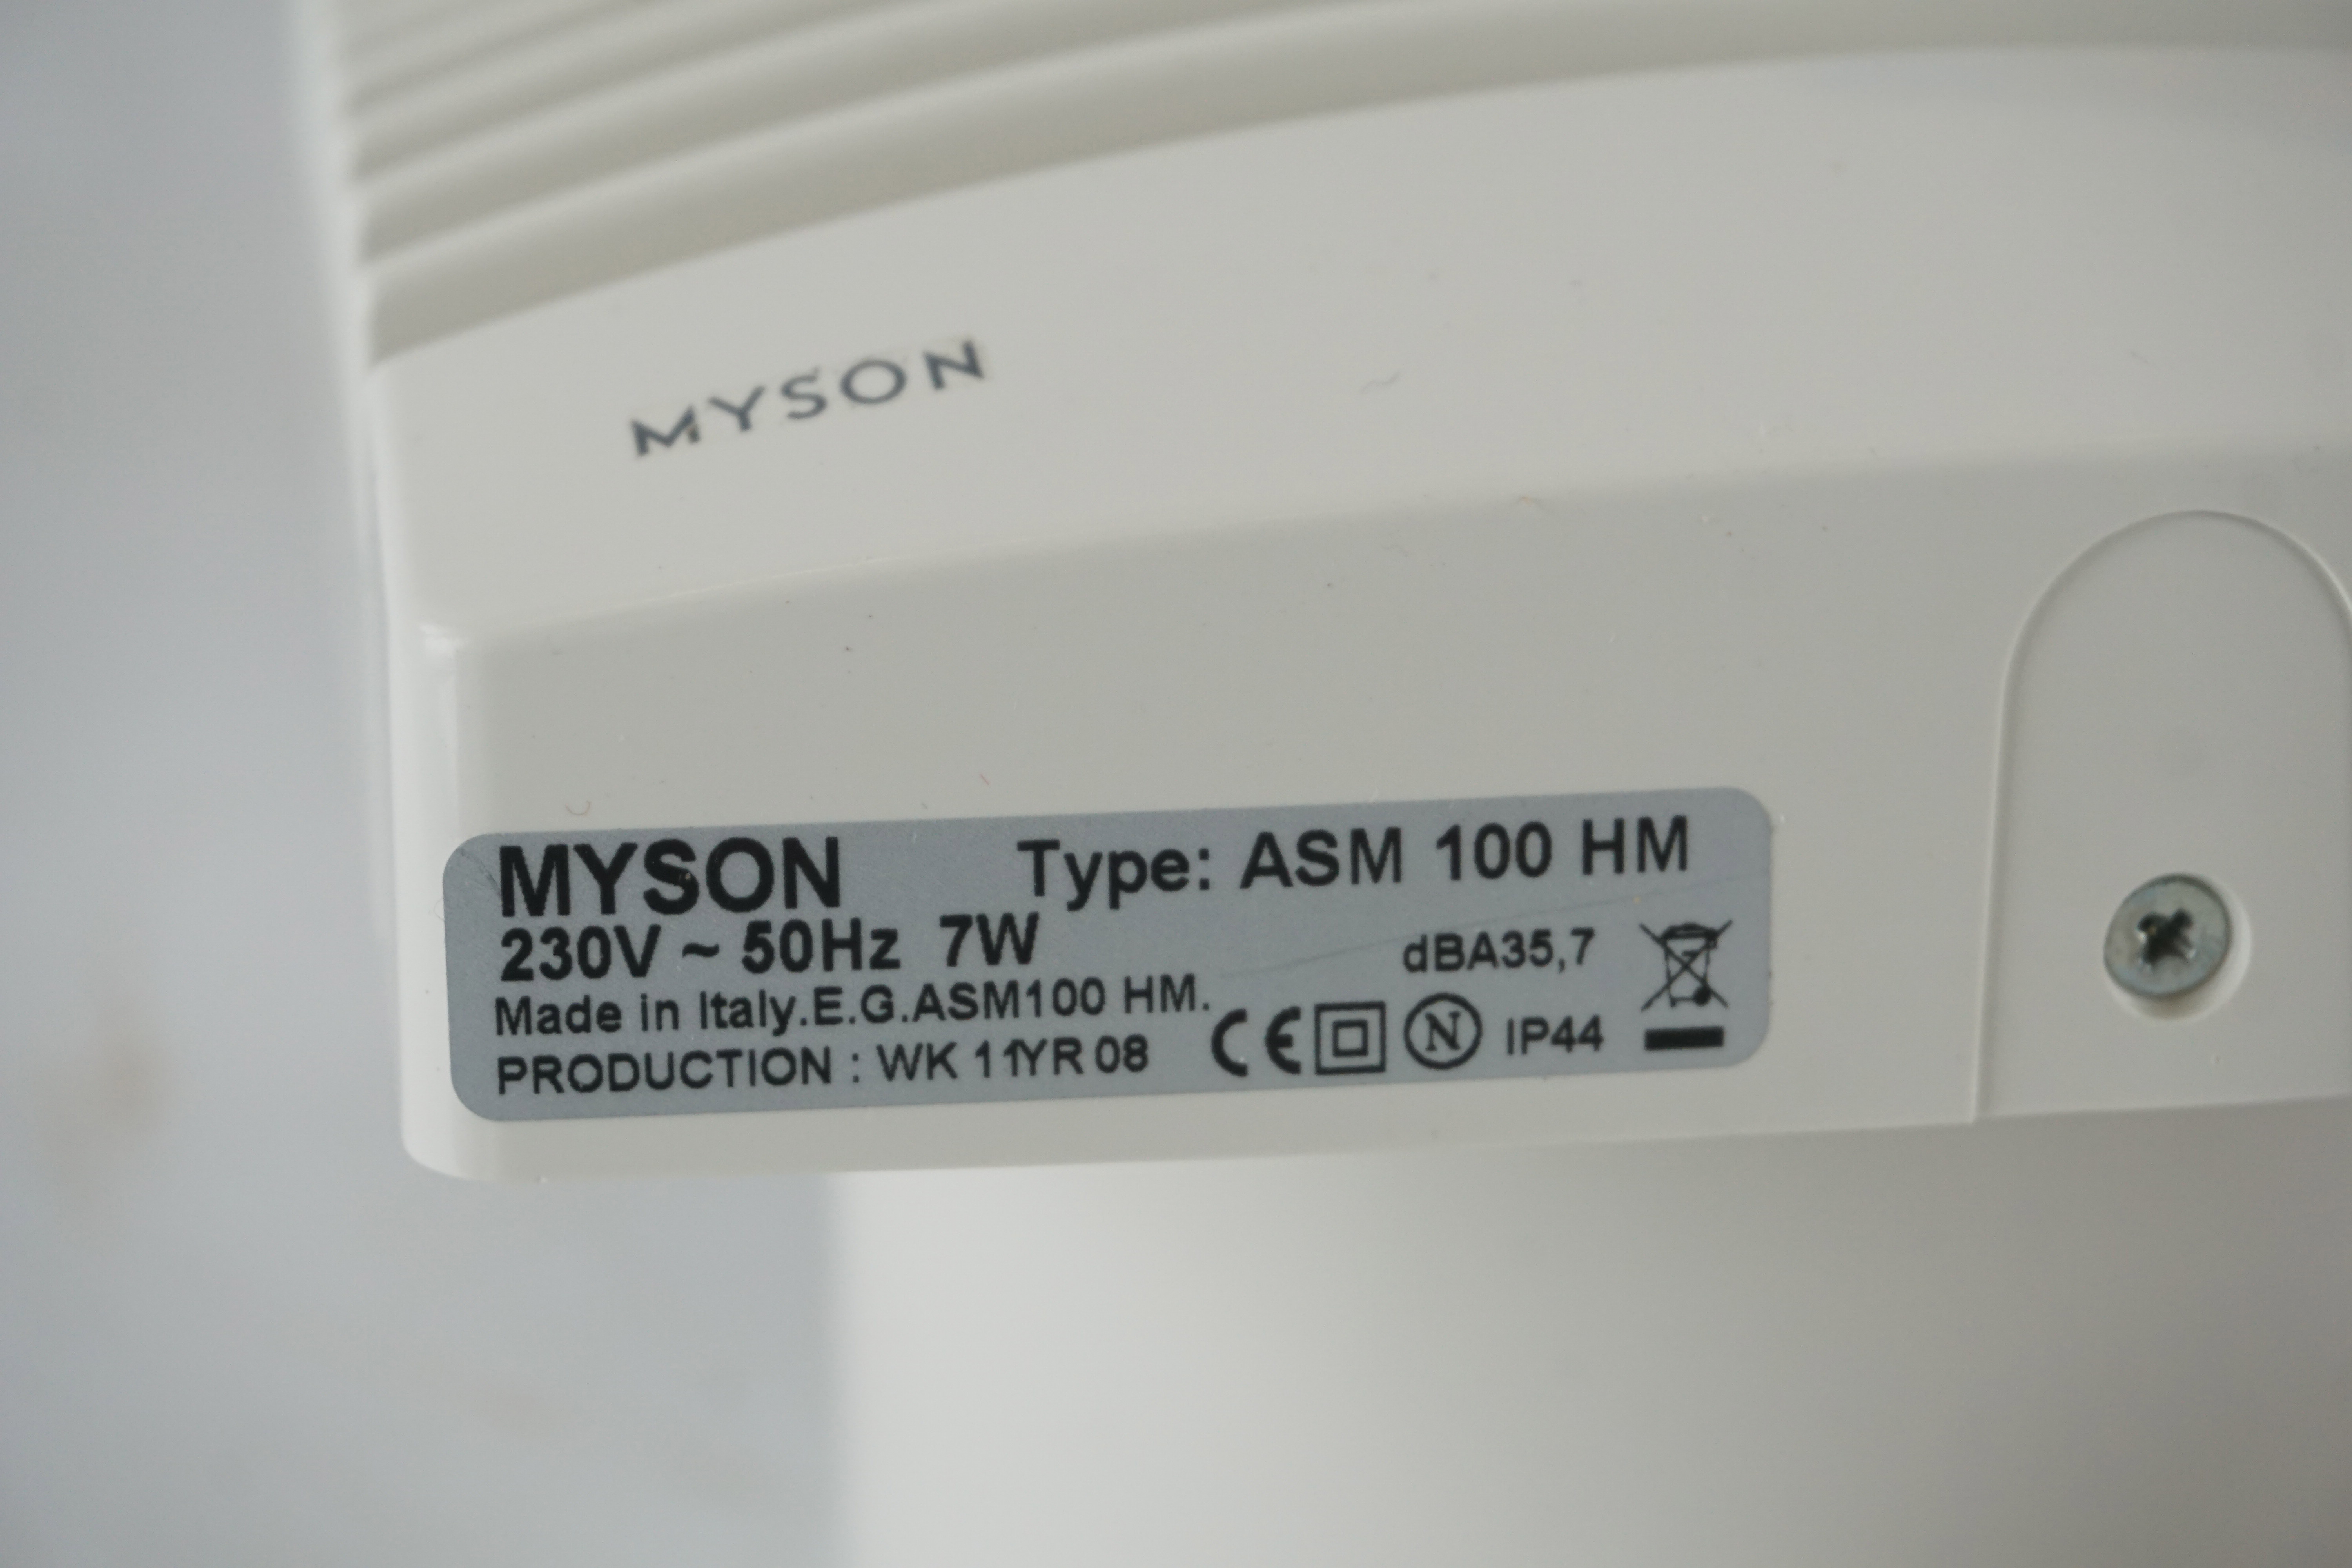 MYSON
MYSON Type: ASM 100 HM
230V ~ 50Hz 7W dBA35,7
Made in Italy.E.G.ASM100 HM.
PRODUCTION : WK 11YR 08 CE N IP44